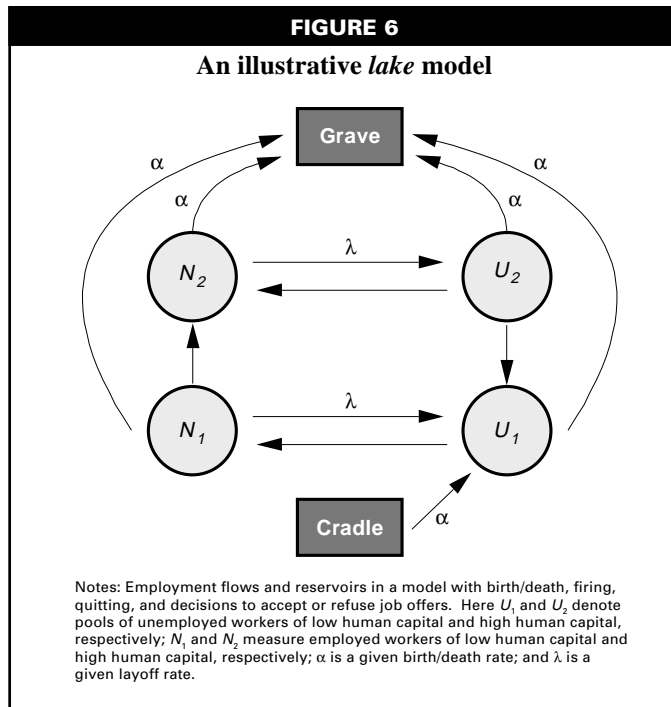 FIGURE 6
An illustrative lake model
Grave
α
α
α
α
N2
λ
U2
N1
λ
U1
Cradle
α
Notes: Employment flows and reservoirs in a model with birth/death, firing,
quitting, and decisions to accept or refuse job offers. Here U1 and U2 denote
pools of unemployed workers of low human capital and high human capital,
respectively; N1 and N2 measure employed workers of low human capital and
high human capital, respectively; α is a given birth/death rate; and λ is a
given layoff rate.